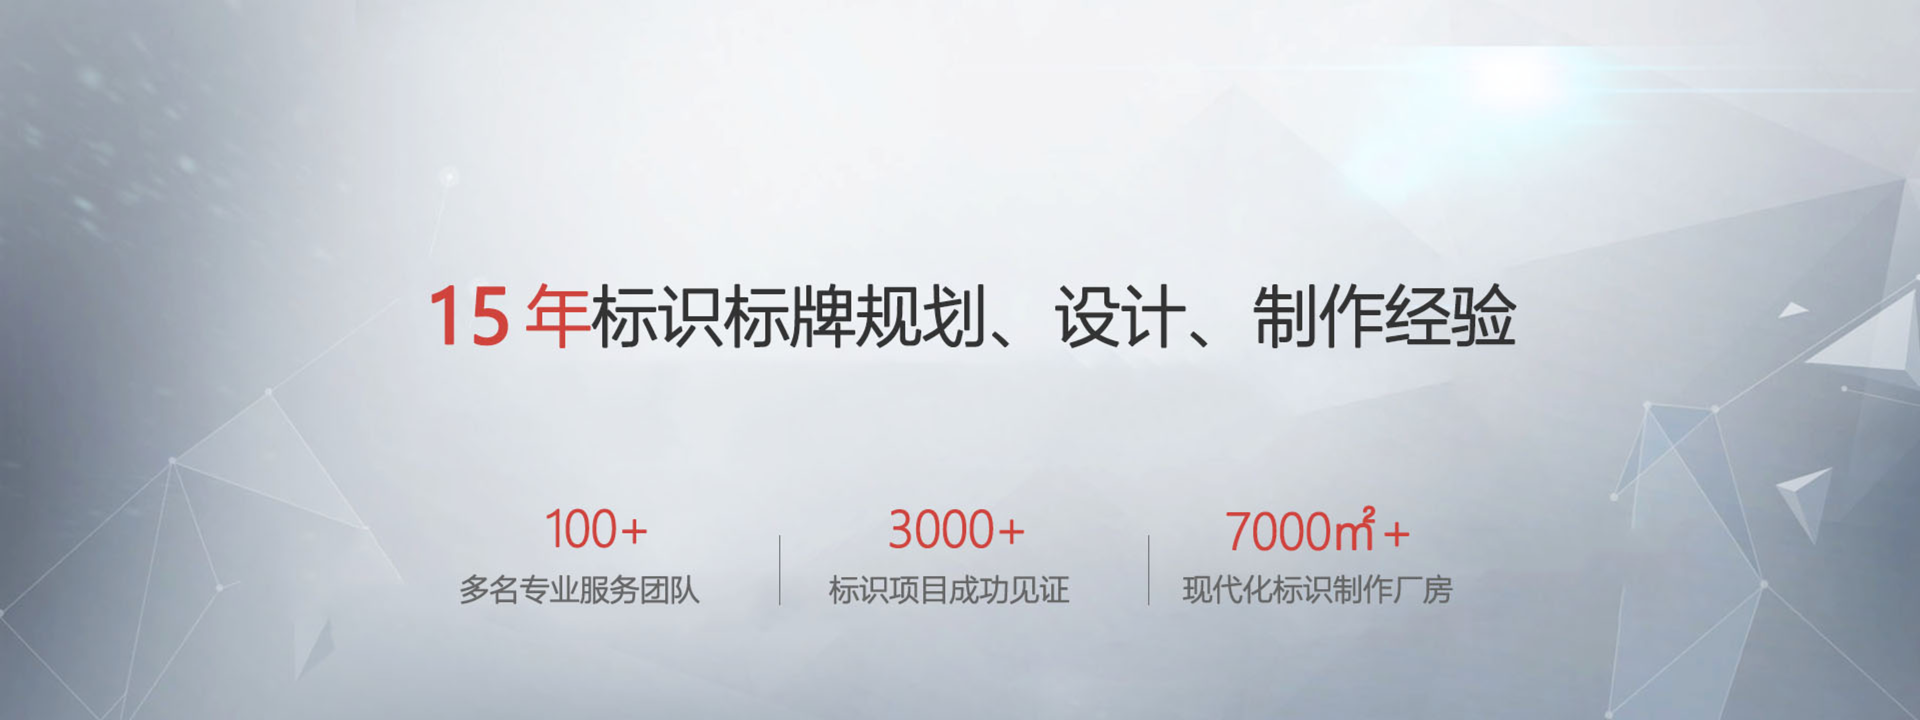 15年标识标牌规划、设计、制作经验
100+
多名专业服务团队
3000+
标识项目成功见证
7000㎡+
现代化标识制作厂房